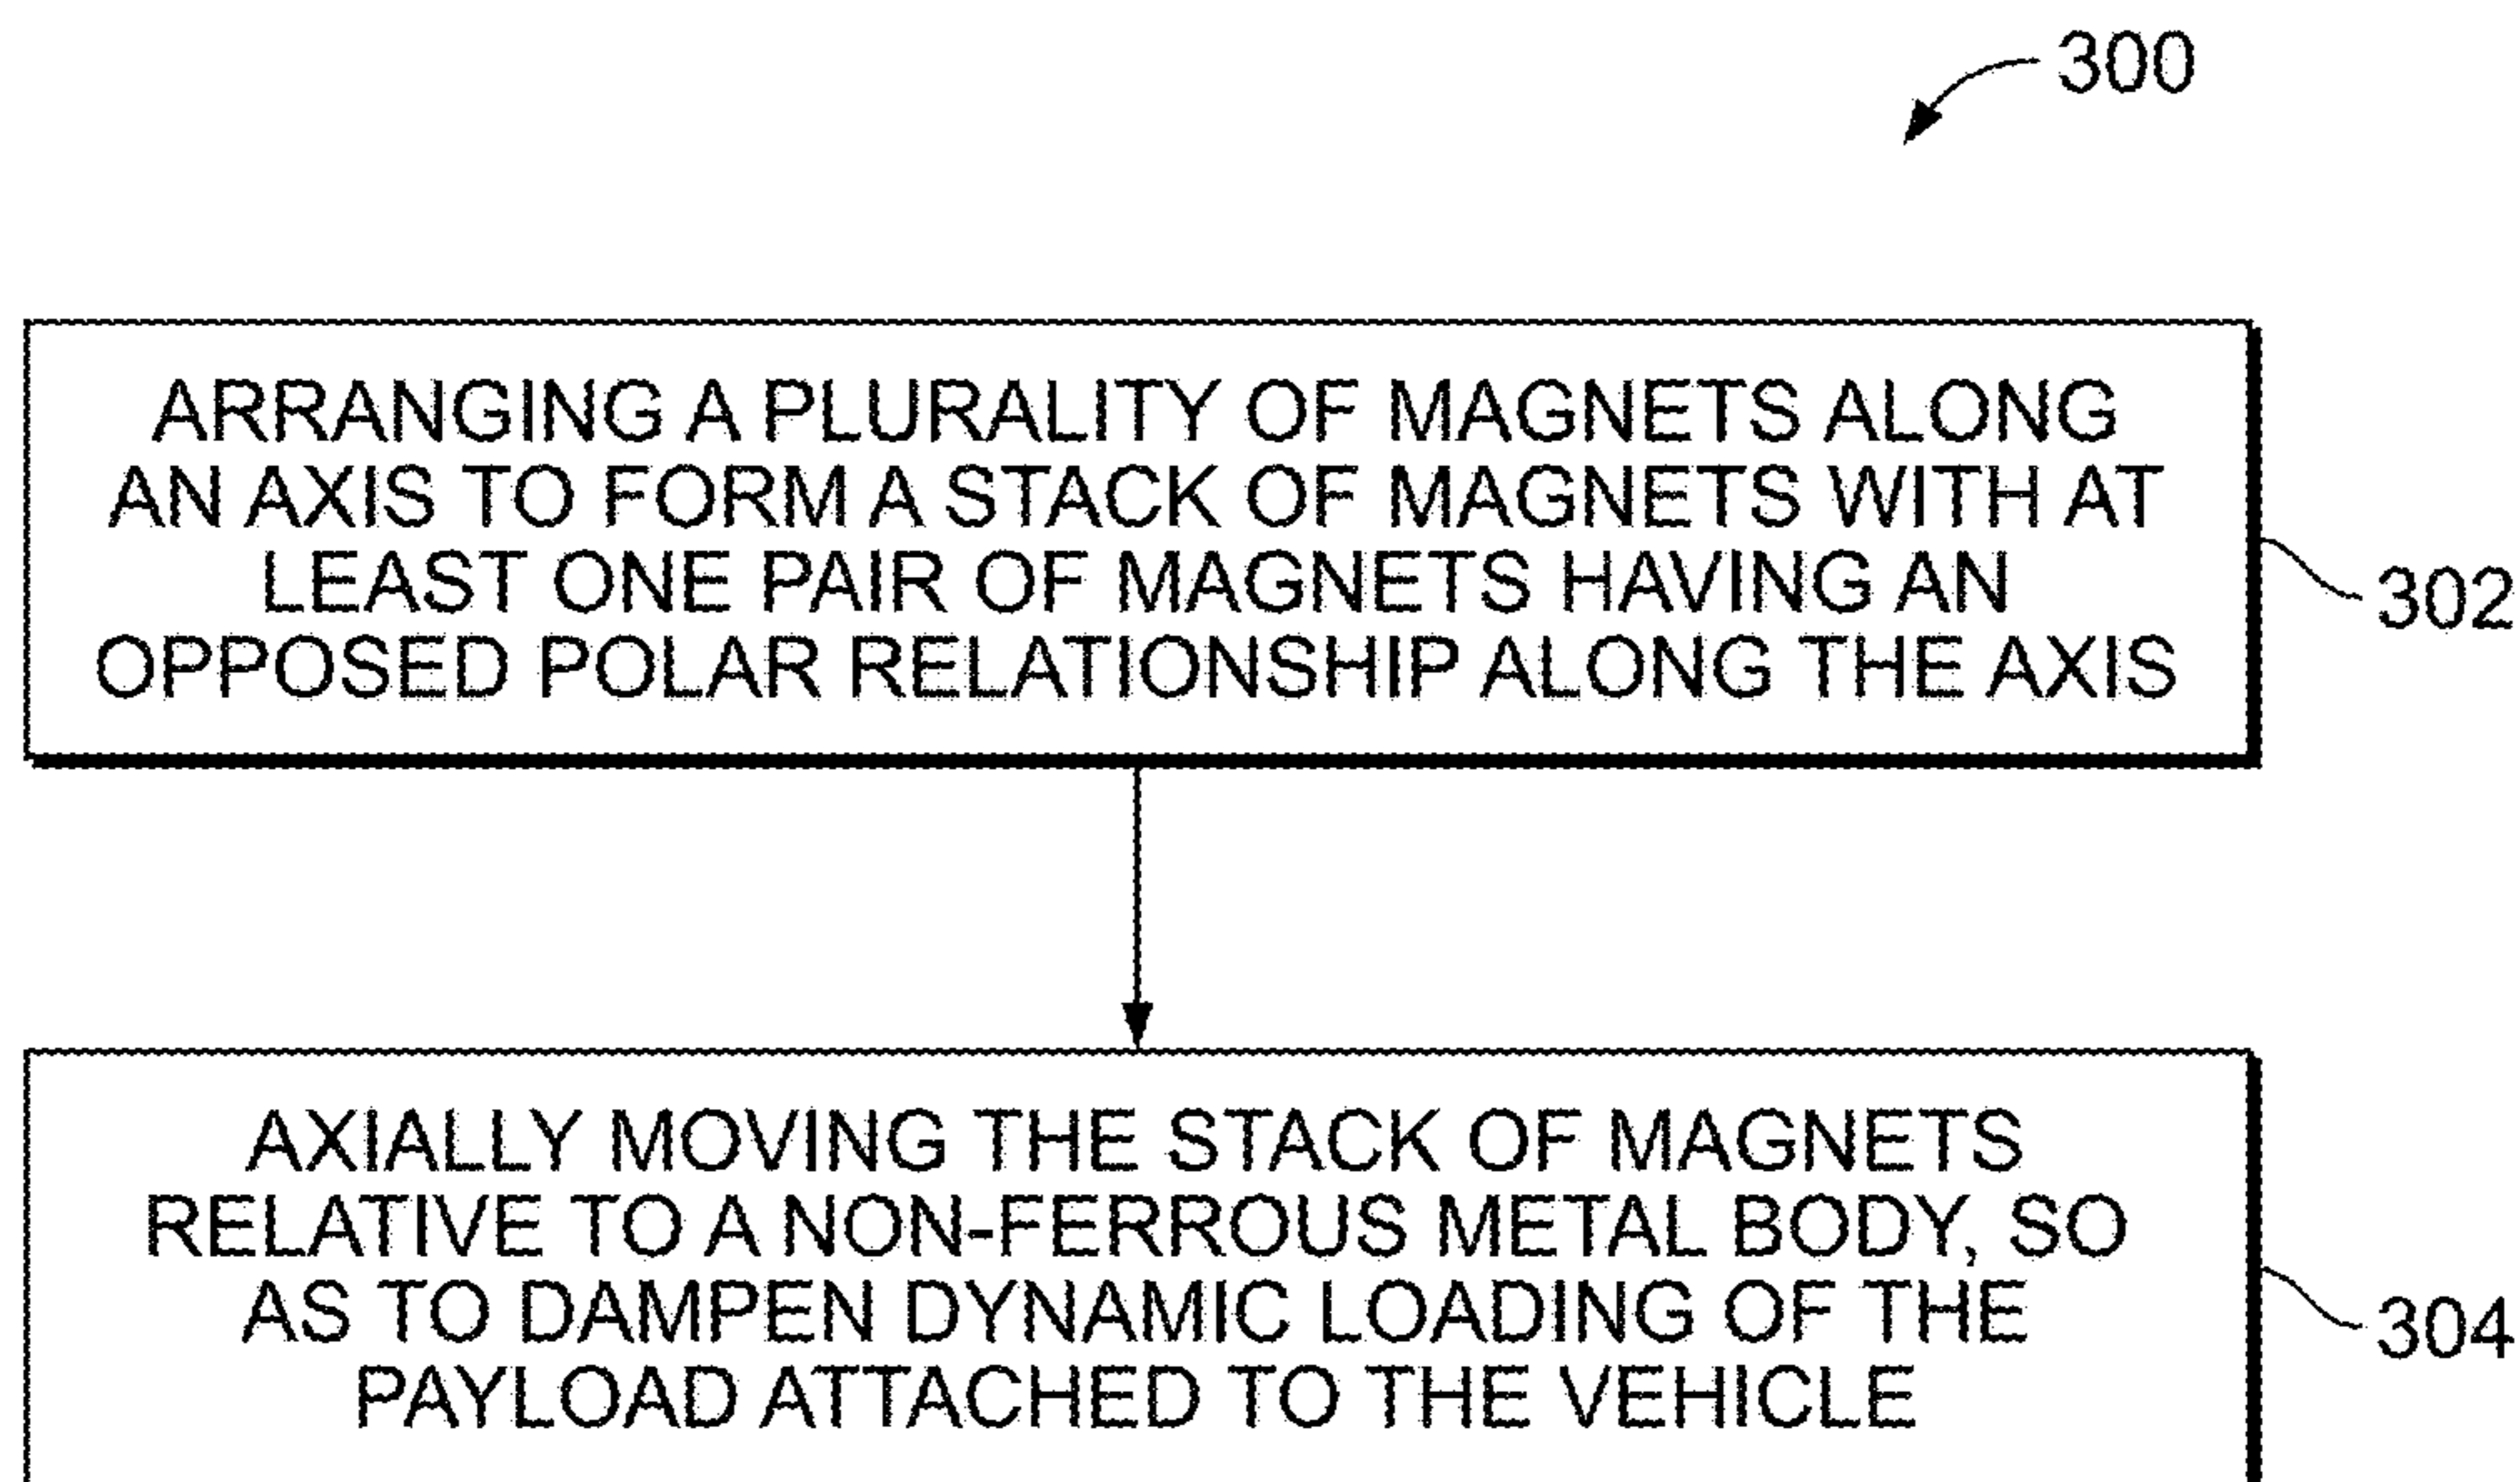 300
ARRANGING A PLURALITY OF MAGNETS ALONG
AN AXIS TO FORM A STACK OF MAGNETS WITH AT
LEAST ONE PAIR OF MAGNETS HAVING AN
OPPOSED POLAR RELATIONSHIP ALONG THE AXIS
302
AXIALLY MOVING THE STACK OF MAGNETS
RELATIVE TO A NON-FERROUS METAL BODY, SO
AS TO DAMPEN DYNAMIC LOADING OF THE
PAYLOAD ATTACHED TO THE VEHICLE
304